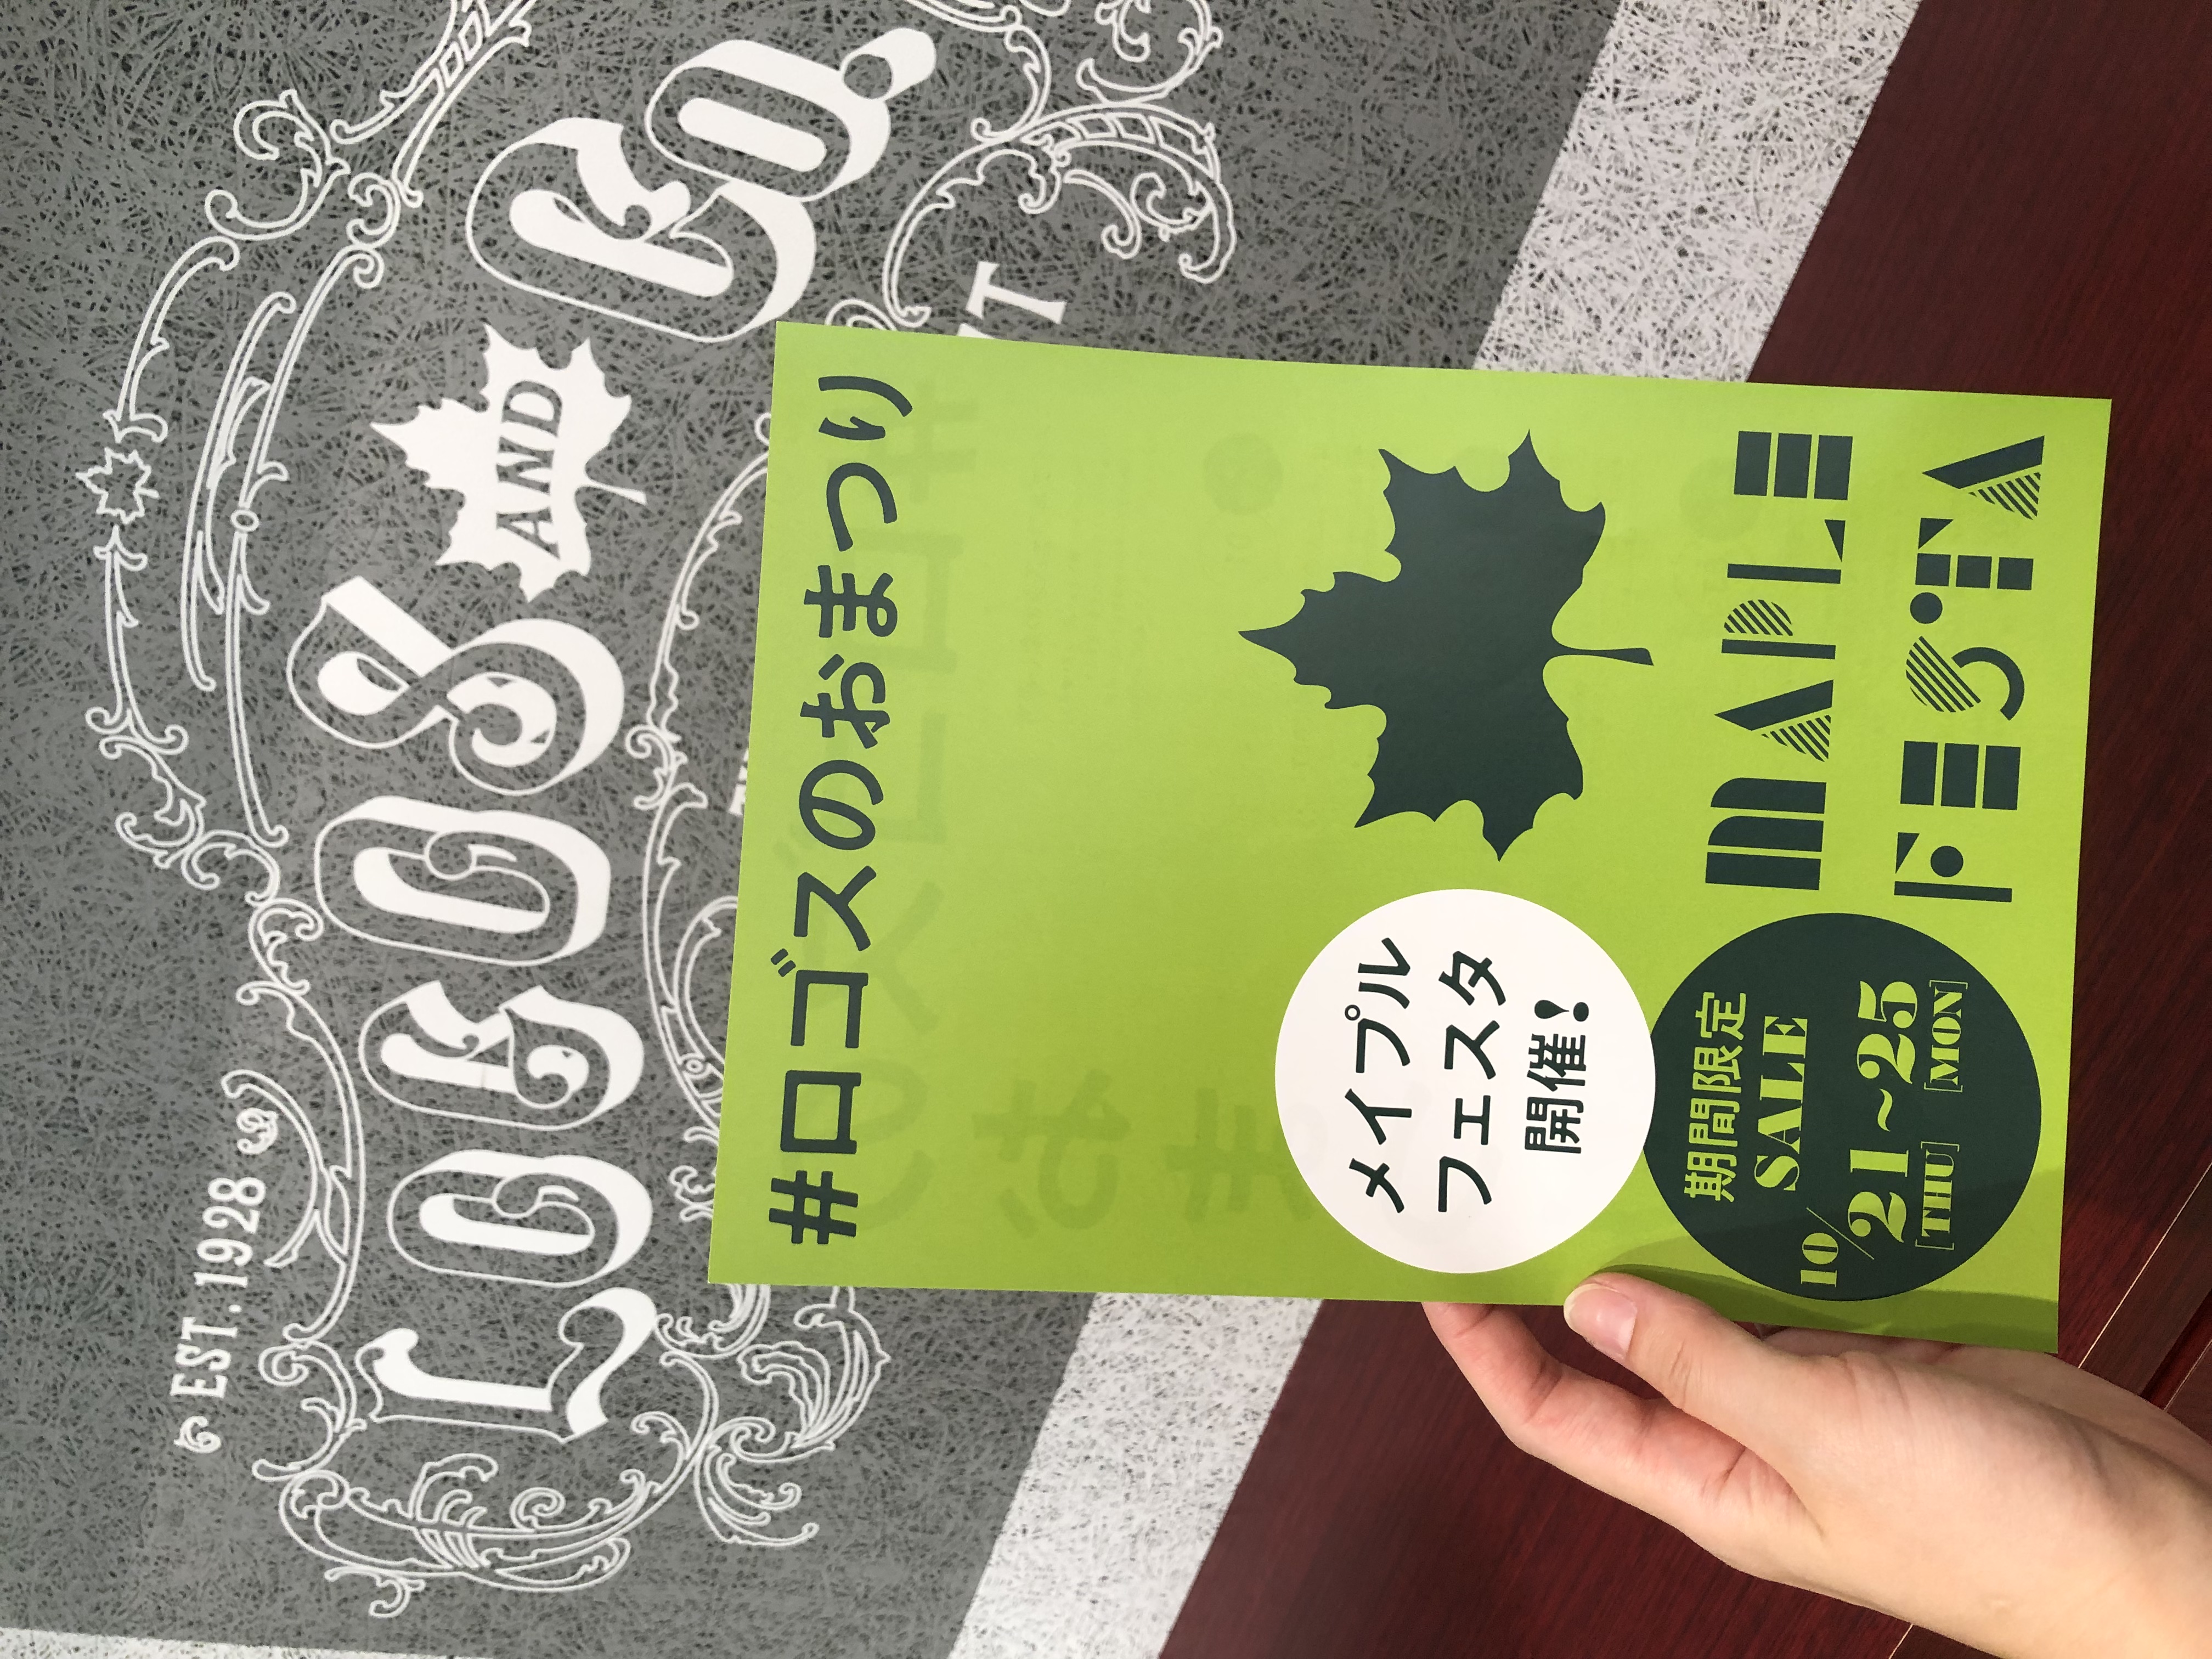 EST. 1928
LOGOS
AND
Co.
#ロゴスのおまつり
メイプル
フェスタ
開催!
MAPLE
FESTA
期間限定
SALE
10/21~25
[THU] [MON]